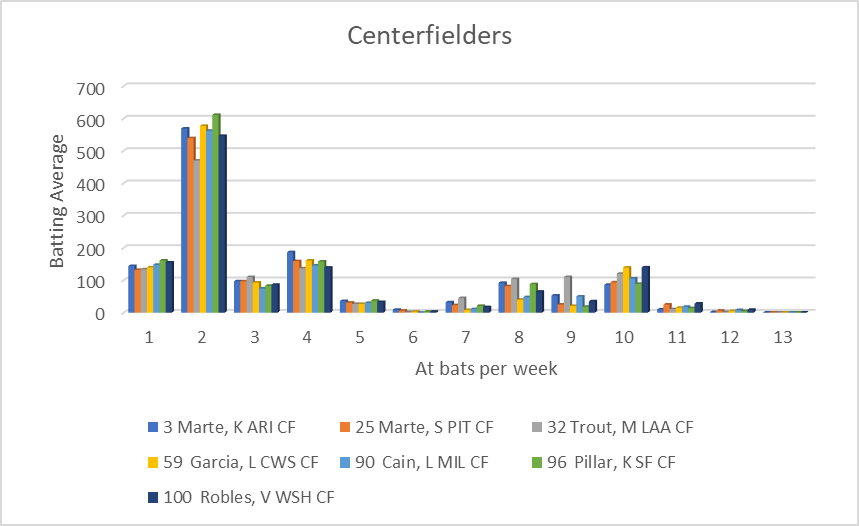 Centerfielders
700
600
500
400
300
200
100
0
Batting Average
1 2 3 4 5 6 7 8 9 10 11 12 13
At bats per week
3 Marte, K ARI CF 25 Marte, S PIT CF 32 Trout, M LAA CF
59 Garcia, L CWS CF 90 Cain, L MIL CF 96 Pillar, K SF CF
100 Robles, V WSH CF